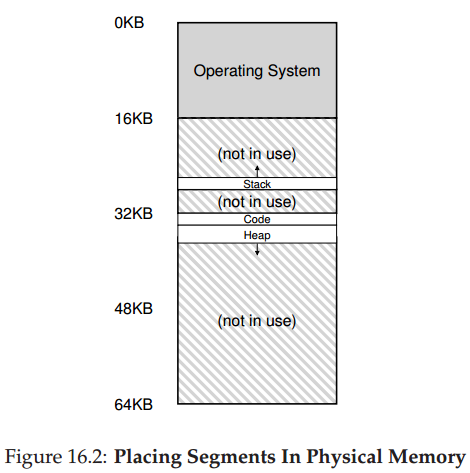 0KB
Operating System
16KB
(not in use)
Stack
(not in use)
32KB
Code
Heap
48KB
(not in use)
64KB
Figure 16.2: Placing Segments In Physical Memory